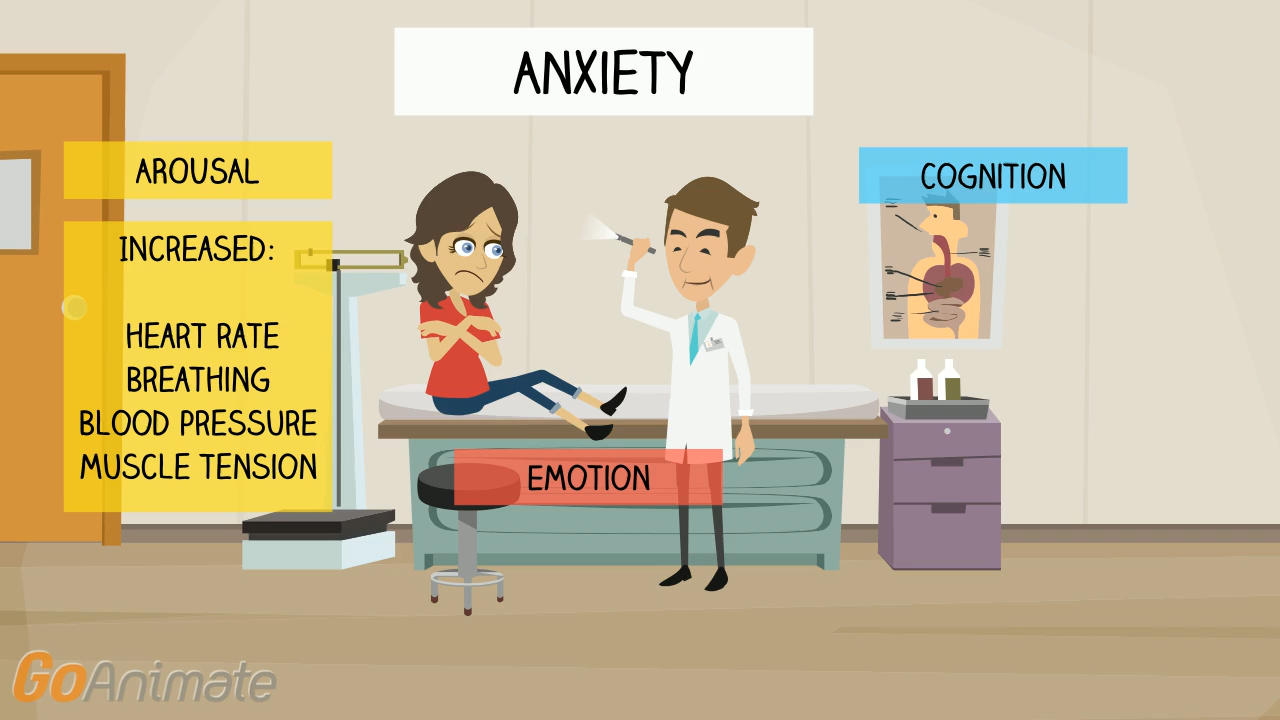 ANXIETY
AROUSAL
INCREASED:
HEART RATE
BREATHING
BLOOD PRESSURE
MUSCLE TENSION
COGNITION
EMOTION
GoAnimate